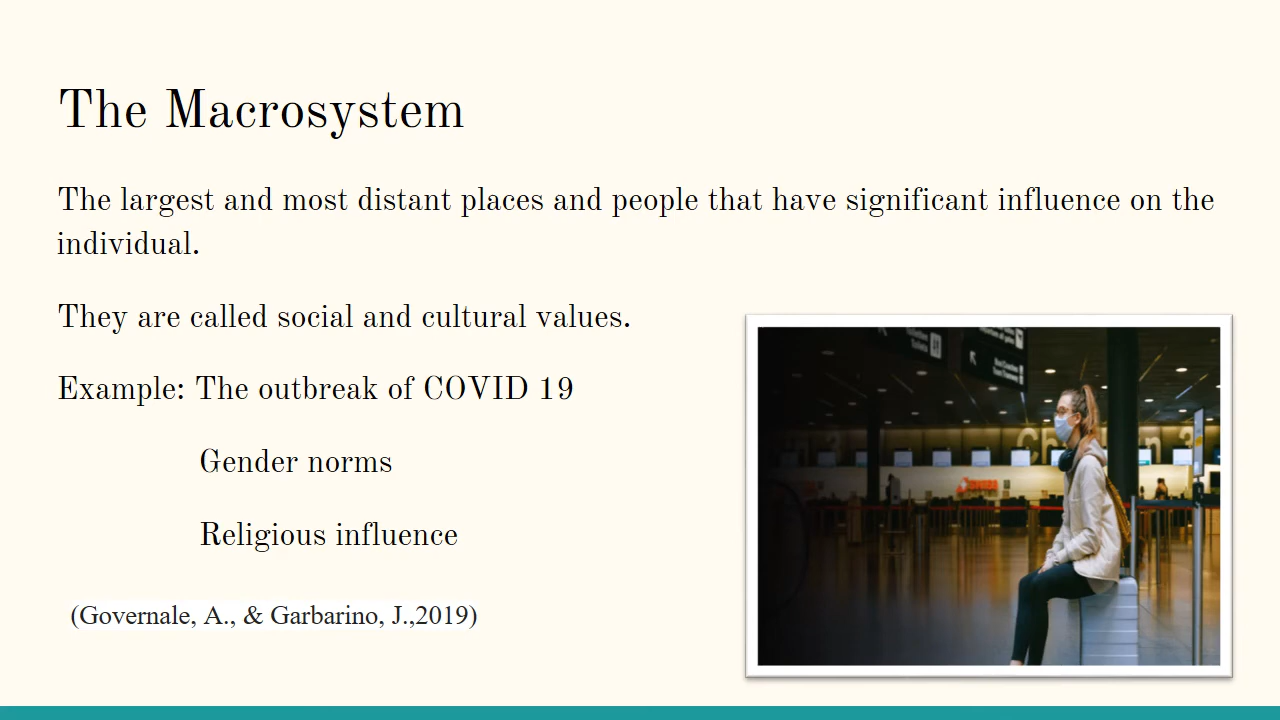 The Macrosystem
The largest and most distant places and people that have significant influence on the
individual.
They are called social and cultural values.
Example: The outbreak of COVID 19
Gender norms
Religious influence
(Governale, A., & Garbarino, J.,2019)